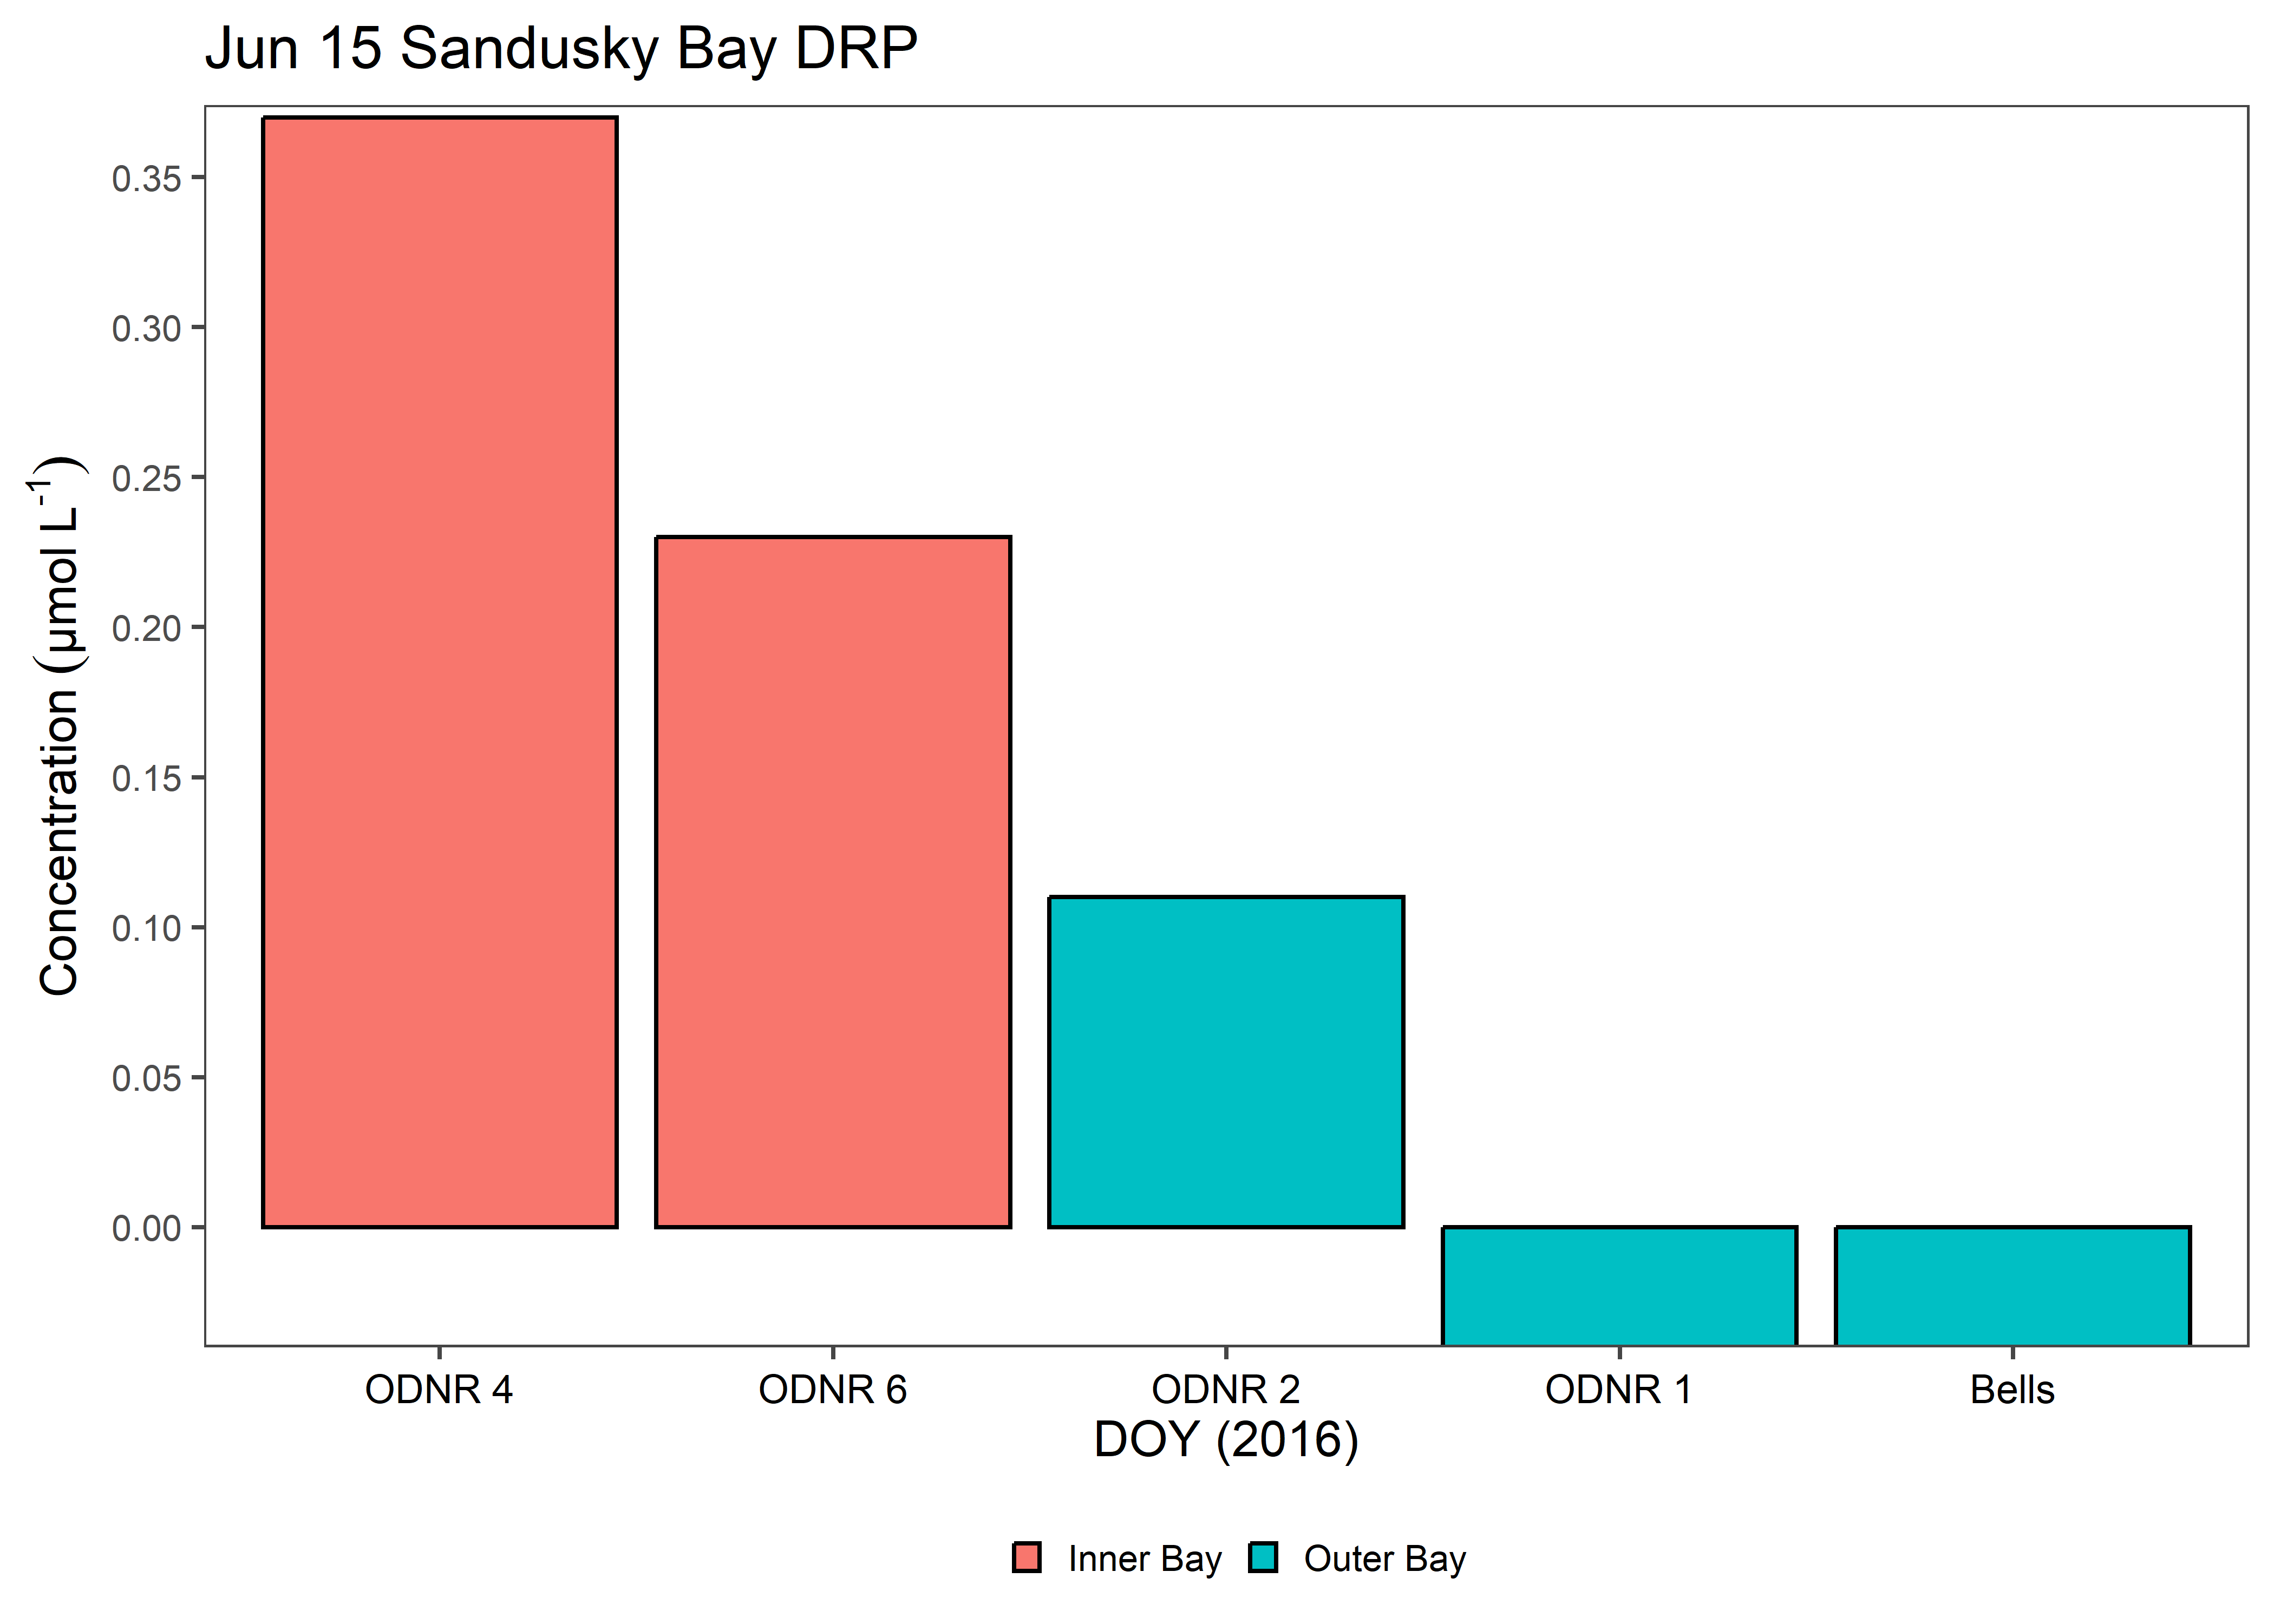 Jun 15 Sandusky Bay DRP
Concentration (µmol L⁻¹)
0.35
0.30
0.25
0.20
0.15
0.10
0.05
0.00
ODNR 4 ODNR 6 ODNR 2 ODNR 1 Bells
DOY (2016)
Inner Bay Outer Bay